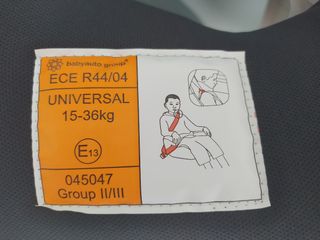 babyauto group
ECE R44/04
UNIVERSAL
15-36kg
E13
045047
Group II/III